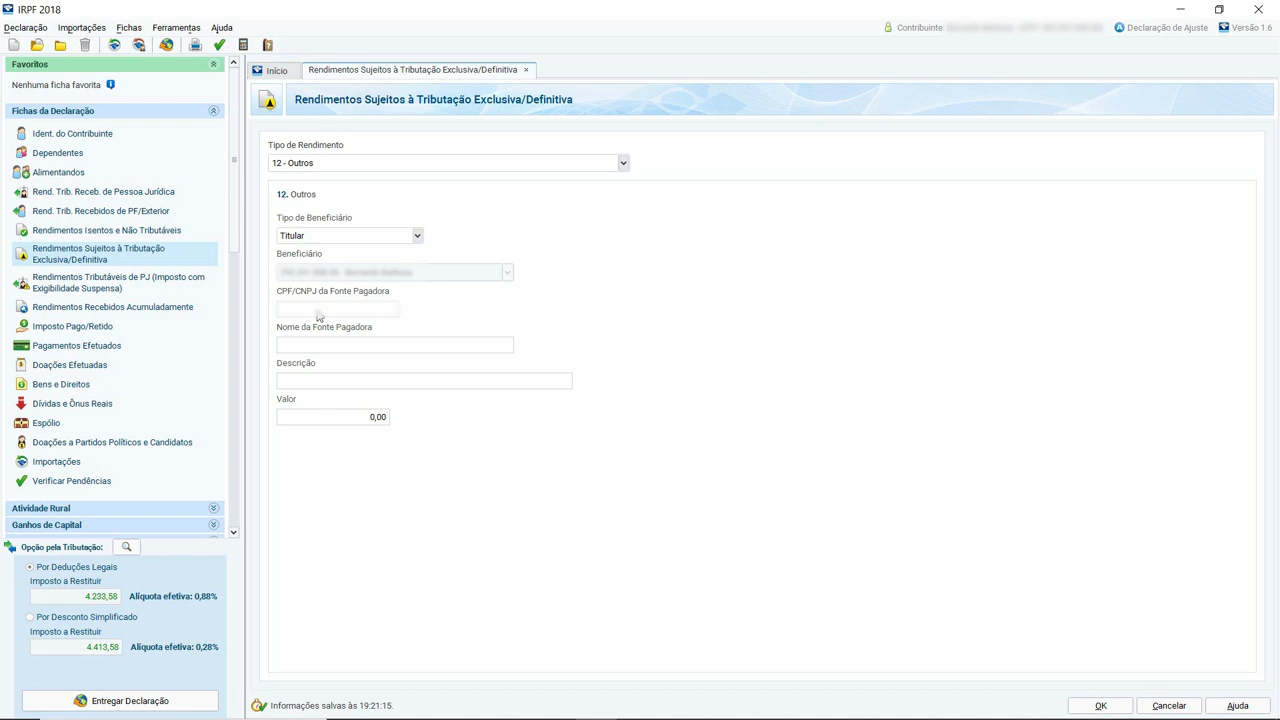 IRPF 2018
Declaração Importações Fichas Ferramentas Ajuda
Contribuinte:
Declaração de Ajuste
Versão 1.6
Favoritos
Nenhuma ficha favorita
Fichas da Declaração
Ident. do Contribuinte
Dependentes
Alimentandos
Rend. Trib. Receb. de Pessoa Jurídica
Rend. Trib. Recebidos de PF/Exterior
Rendimentos Isentos e Não Tributáveis
Rendimentos Sujeitos à Tributação
Exclusiva/Definitiva
Rendimentos Tributáveis de PJ (Imposto com
Exigibilidade Suspensa)
Rendimentos Recebidos Acumuladamente
Imposto Pago/Retido
Pagamentos Efetuados
Doações Efetuadas
Bens e Direitos
Dívidas e Ônus Reais
Espólio
Doações a Partidos Políticos e Candidatos
Importações
Verificar Pendências
Atividade Rural
Ganhos de Capital
Opção pela Tributação:
Por Deduções Legais
Imposto a Restituir
4.233,58 Alíquota efetiva: 0,88%
Por Desconto Simplificado
Imposto a Restituir
4.413,58 Alíquota efetiva: 0,28%
Entregar Declaração
Início
Rendimentos Sujeitos à Tributação Exclusiva/Definitiva ×
Rendimentos Sujeitos à Tributação Exclusiva/Definitiva
Tipo de Rendimento
12 - Outros
12. Outros
Tipo de Beneficiário
Titular
Beneficiário
CPF/CNPJ da Fonte Pagadora
Nome da Fonte Pagadora
Descrição
Valor
0,00
Informações salvas às 19:21:15.
OK
Cancelar
Ajuda